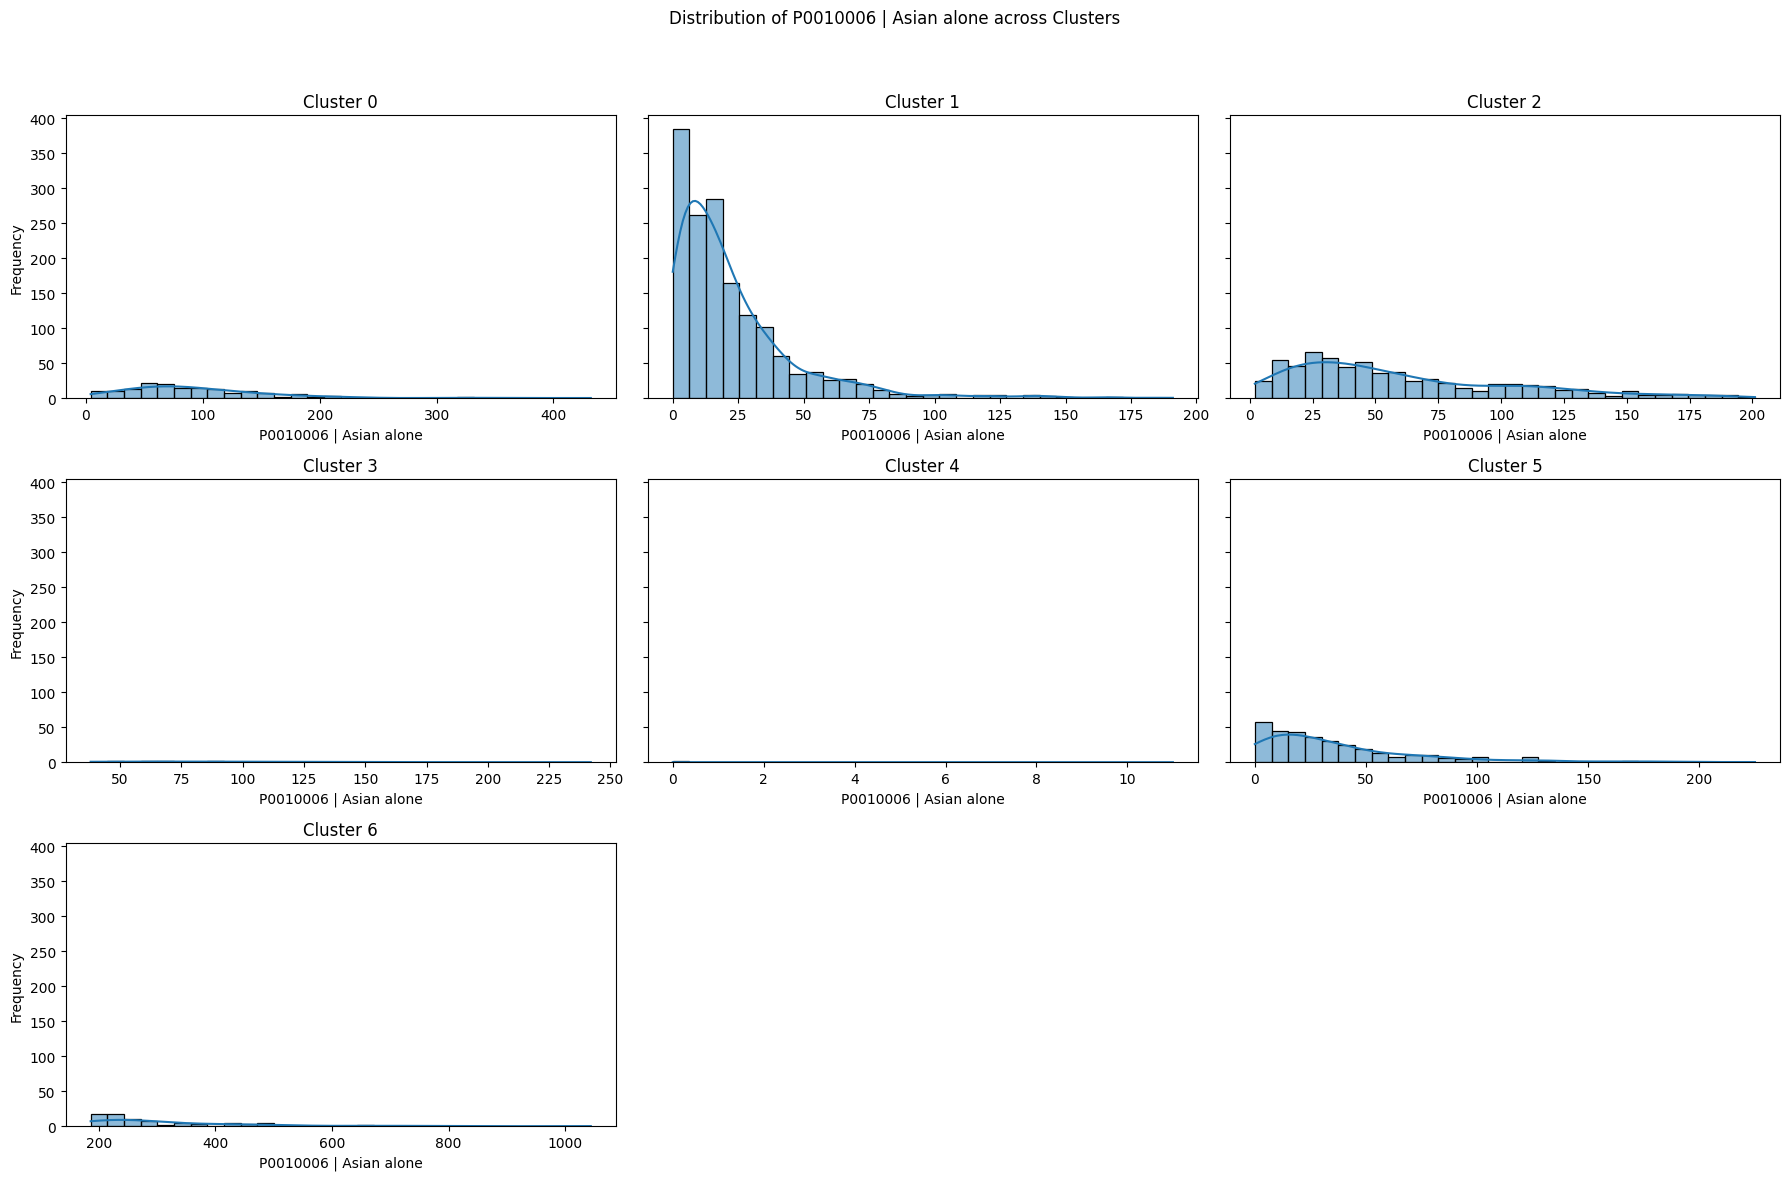 Distribution of P0010006 | Asian alone across Clusters
Cluster 0
Cluster 1
Cluster 2
400
350
300
250
200
150
100
50
0
Frequency
0 100 200 300 400
0 25 50 75 100 125 150 175 200
0 25 50 75 100 125 150 175 200
P0010006 | Asian alone
P0010006 | Asian alone
P0010006 | Asian alone
Cluster 3
Cluster 4
Cluster 5
400
350
300
250
200
150
100
50
0
Frequency
50 75 100 125 150 175 200 225 250
0 2 4 6 8 10
0 50 100 150 200
P0010006 | Asian alone
P0010006 | Asian alone
P0010006 | Asian alone
Cluster 6
400
350
300
250
200
150
100
50
0
Frequency
200 400 600 800 1000
P0010006 | Asian alone